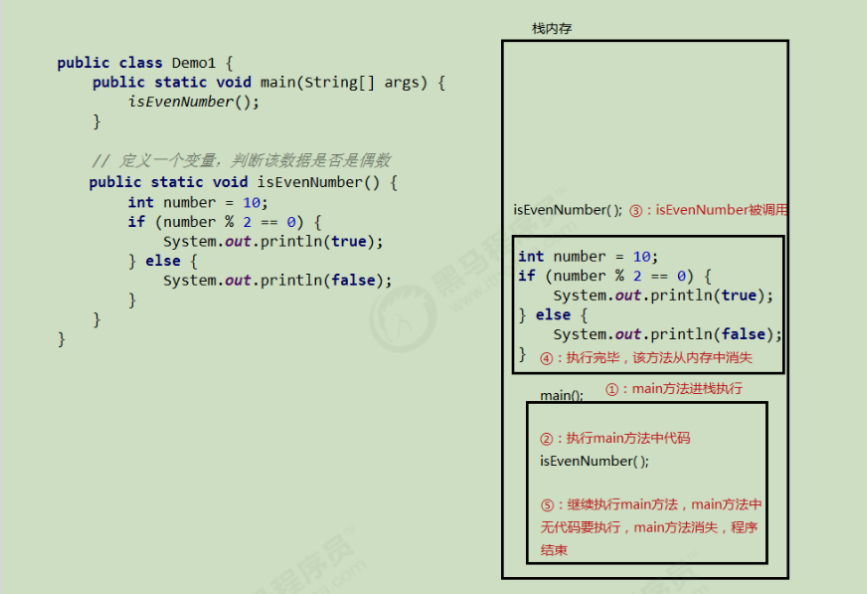 public class Demo1 {
public static void main(String[] args) {
isEvenNumber();
}
// 定义一个变量，判断该数据是否是偶数
public static void isEvenNumber() {
int number = 10;
if (number % 2 == 0) {
System.out.println(true);
} else {
System.out.println(false);
}
}
}
栈内存
isEvenNumber( ); ③：isEvenNumber被调用
int number = 10;
if (number % 2 == 0) {
System.out.println(true);
} else {
System.out.println(false);
} ④：执行完毕，该方法从内存中消失
main(); ①：main方法进栈执行
②：执行main方法中代码
isEvenNumber( );
⑤：继续执行main方法，main方法中
无代码要执行，main方法消失，程序
结束
黑马程序员